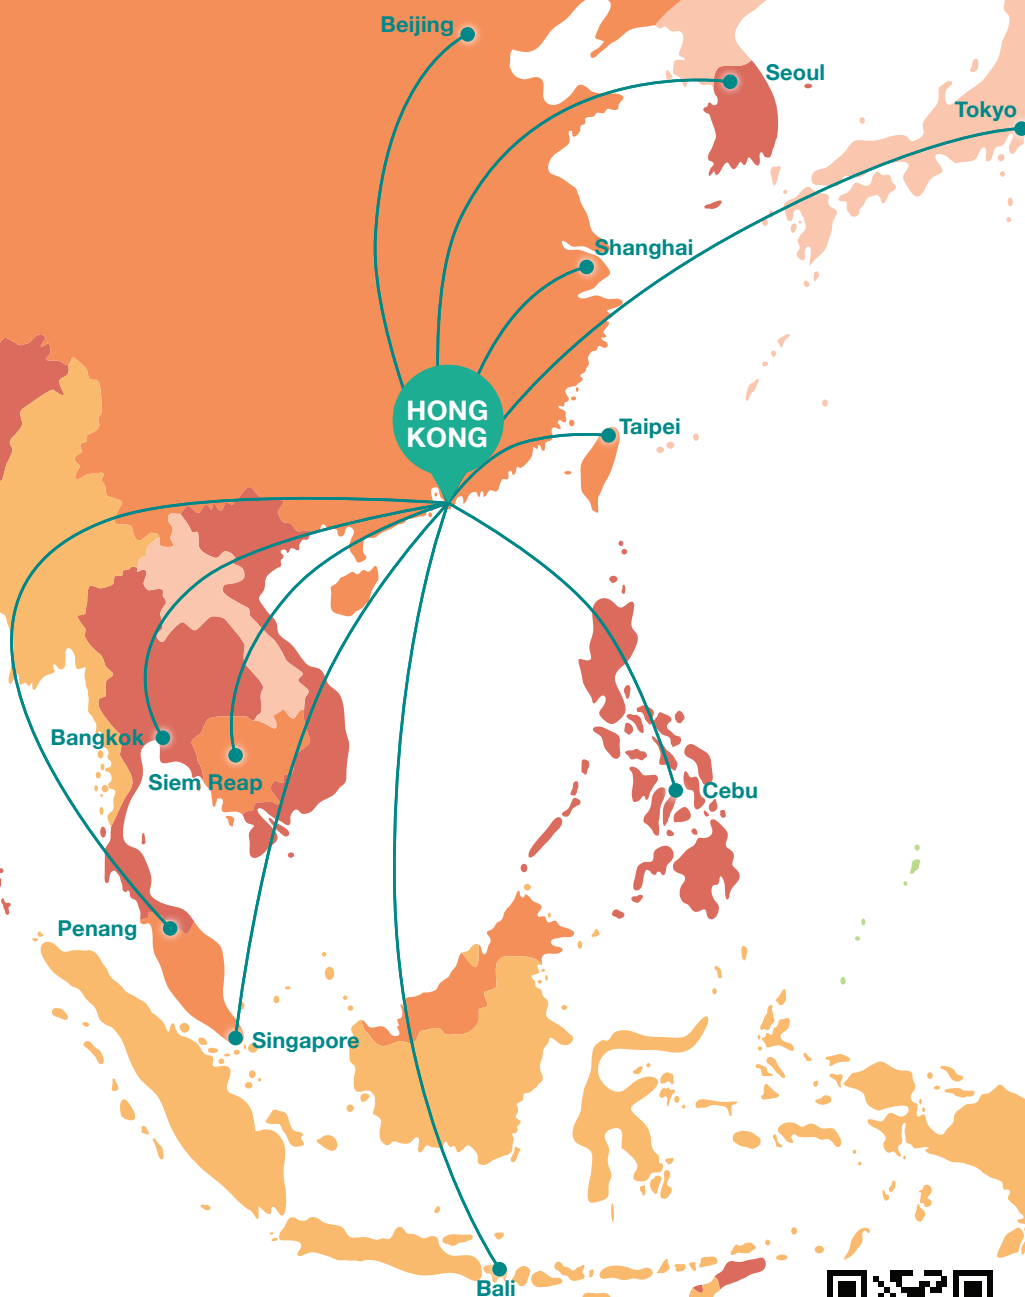 Beijing
Seoul
Tokyo
Shanghai
HONG
KONG
Taipei
Bangkok
Siem Reap
Cebu
Penang
Singapore
Bali